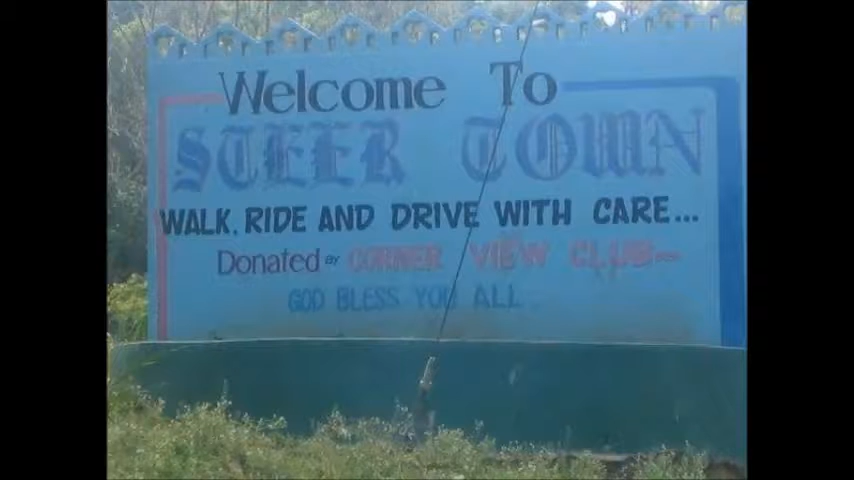 Welcome To
STEER TOWN
WALK, RIDE AND DRIVE WITH CARE...
Donated BY CORNER VIEW CLUB...
GOD BLESS YOU ALL